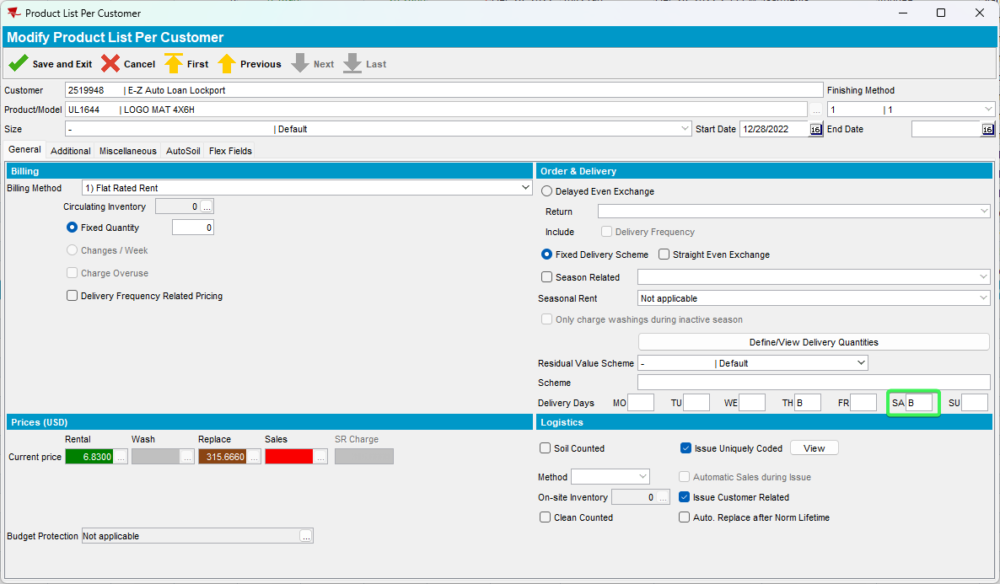 Product List Per Customer
Modify Product List Per Customer
Save and Exit Cancel First Previous Next Last
Customer 2519948 | E-Z Auto Loan Lockport Finishing Method
Product/Model UL1644 | LOGO MAT 4X6H ... 1 | 1
Size - | Default Start Date 12/28/2022 16 End Date 16
General Additional Miscellaneous AutoSoil Flex Fields
Billing
Billing Method 1) Flat Rated Rent
Circulating Inventory 0 ...
Fixed Quantity 0
Changes / Week
Charge Overuse
Delivery Frequency Related Pricing
Order & Delivery
Delayed Even Exchange
Return
Include Delivery Frequency
Fixed Delivery Scheme Straight Even Exchange
Season Related
Seasonal Rent Not applicable
Only charge washings during inactive season
Define/View Delivery Quantities
Residual Value Scheme - | Default
Scheme
Delivery Days MO TU WE TH B FR SA B SU
Prices (USD)
Rental Wash Replace Sales SR Charge
Current price 6.8300 ... ... 315.6660 ... ...
Budget Protection Not applicable ...
Logistics
Soil Counted Issue Uniquely Coded View
Method Automatic Sales during Issue
On-site Inventory 0 ... Issue Customer Related
Clean Counted Auto. Replace after Norm Lifetime